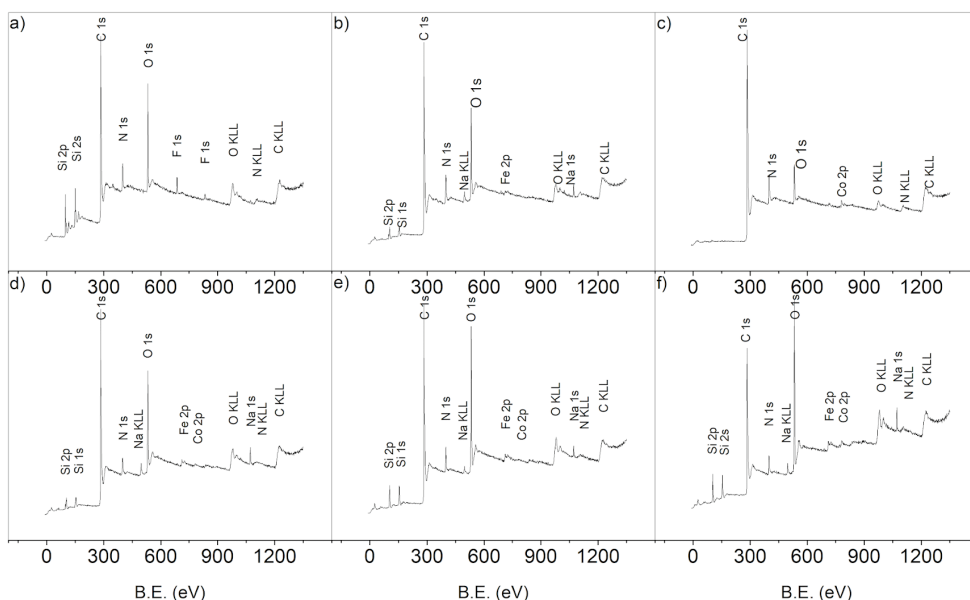 a)
C 1s
O 1s
Si 2p
Si 2s
N 1s
F 1s
F 1s
O KLL
N KLL
C KLL
0 300 600 900 1200
b)
C 1s
O 1s
Si 2p
Si 1s
N 1s
Na KLL
Fe 2p
O KLL
Na 1s
C KLL
0 300 600 900 1200
c)
C 1s
N 1s
O 1s
Co 2p
O KLL
N KLL
C KLL
0 300 600 900 1200
d)
C 1s
O 1s
Si 2p
Si 1s
N 1s
Na KLL
Fe 2p
Co 2p
O KLL
Na 1s
N KLL
C KLL
0 300 600 900 1200
B.E. (eV)
e)
C 1s
O 1s
Si 2p
Si 1s
N 1s
Na KLL
Fe 2p
Co 2p
O KLL
Na 1s
N KLL
C KLL
0 300 600 900 1200
B.E. (eV)
f)
C 1s
O 1s
Si 2p
Si 2s
N 1s
Na KLL
Fe 2p
Co 2p
O KLL
Na 1s
N KLL
C KLL
0 300 600 900 1200
B.E. (eV)